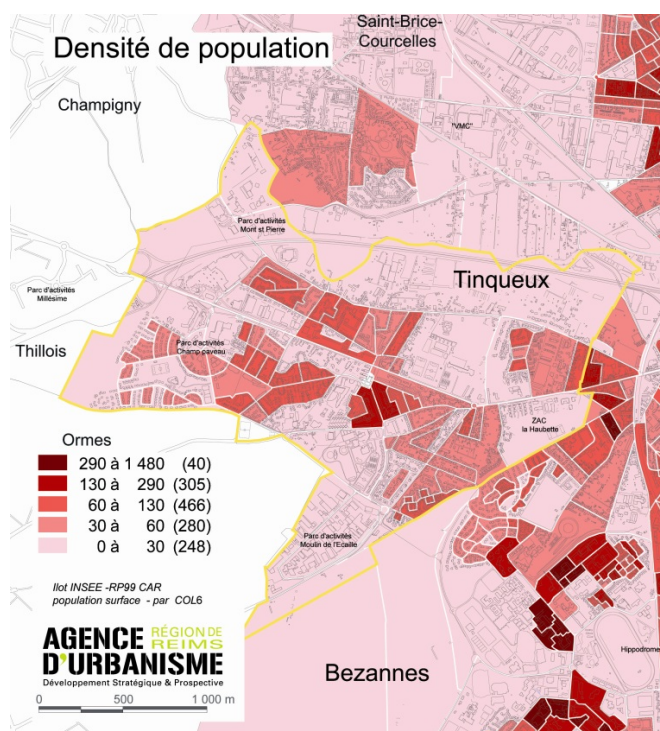 Densité de population
Saint-Brice-
Courcelles
Champigny
"VMC"
Parc d'activités
Mont st Pierre
Tinqueux
Parc d'activités
Millésime
Thillois
Parc d'activités
Champ paveau
ZAC
la Haubette
Ormes
290 à 1 480 (40)
130 à 290 (305)
60 à 130 (466)
30 à 60 (280)
0 à 30 (248)
Parc d'activités
Moulin de l'Ecaille
Ilot INSEE -RP99 CAR
population surface - par COL6
AGENCE RÉGION DE
REIMS
D'URBANISME
Développement Stratégique & Prospective
0 500 1 000 m
Bezannes
Hippodrome